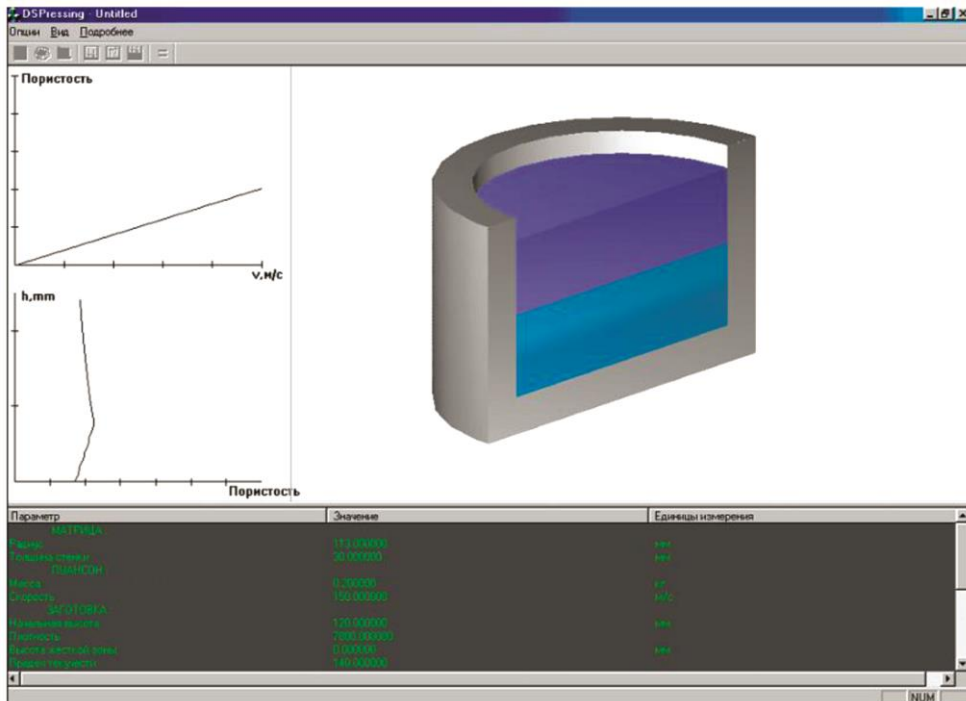 DSPressing - Untitled
Опции Вид Подробнее
Пористость
v,м/с
h,mm
Пористость
Параметр Значение Единицы измерения
МАТРИЦА
Радиус 113.000000 мм
Толщина стенки 30.000000 мм
ПУАНСОН
Масса 0.200000 кг
Скорость 150.000000 м/с
ЗАГОТОВКА
Начальная высота 120.000000 мм
Плотность 7800.000000
Высота жесткой зоны 0.000000 мм
Предел текучести 140.000000
NUM